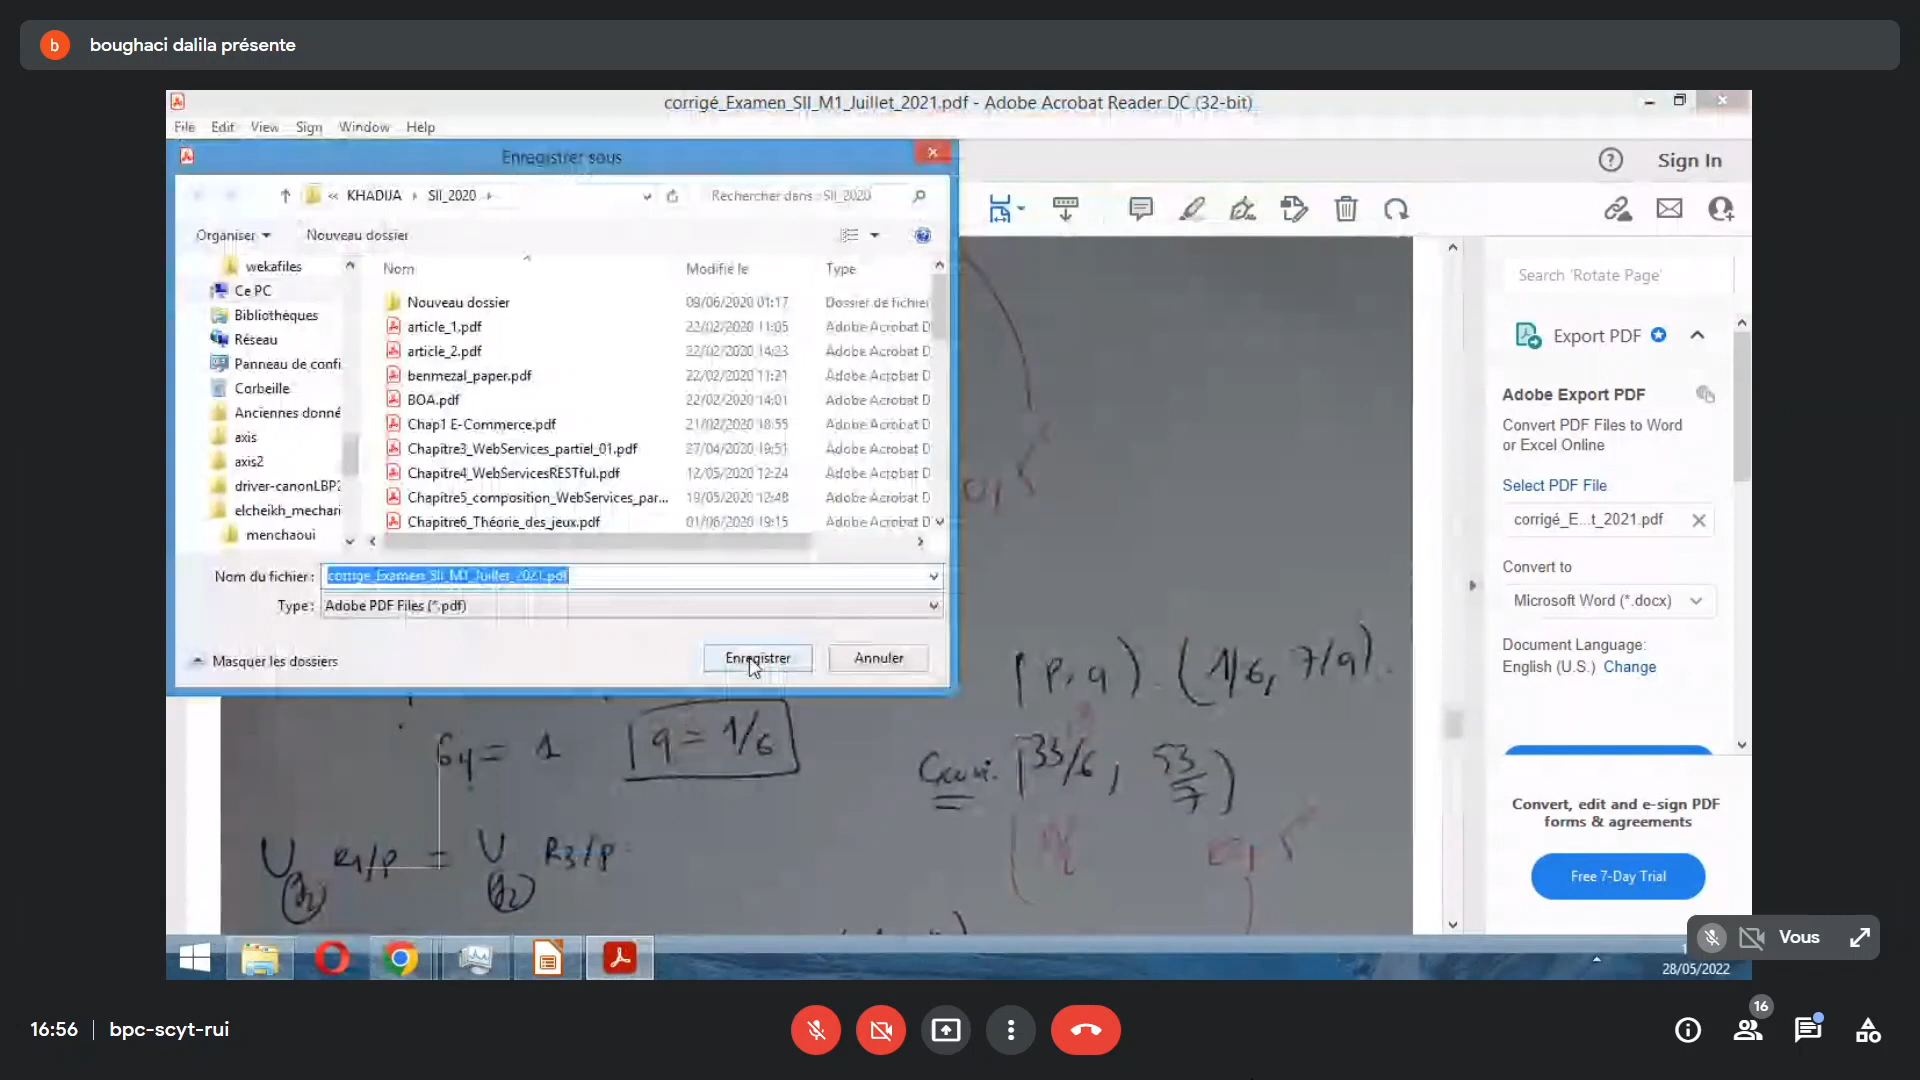 b boughaci dalila présente
corrigé_Examen_SII_M1_Juillet_2021.pdf - Adobe Acrobat Reader DC (32-bit)
File Edit View Sign Window Help
Enregistrer sous
Sign In
« KHADIJA SII_2020
Rechercher dans : SII_2020
Organiser Nouveau dossier
wekafiles
Ce PC
Bibliothèques
Réseau
Panneau de confi
Corbeille
Anciennes donné
axis
axis2
driver-canonLBP2
elcheikh_mechari
menchaoui
Nom Modifié le Type
Nouveau dossier 09/06/2020 01:17 Dossier de fichier
article_1.pdf 22/02/2020 11:05 Adobe Acrobat D
article_2.pdf 22/02/2020 14:23 Adobe Acrobat D
benmezal_paper.pdf 22/02/2020 11:21 Adobe Acrobat D
BOA.pdf 22/02/2020 14:01 Adobe Acrobat D
Chap1 E-Commerce.pdf 21/02/2020 18:55 Adobe Acrobat D
Chapitre3_WebServices_partiel_01.pdf 27/04/2020 19:51 Adobe Acrobat D
Chapitre4_WebServicesRESTful.pdf 12/05/2020 12:24 Adobe Acrobat D
Chapitre5_composition_WebServices_par... 19/05/2020 12:48 Adobe Acrobat D
Chapitre6_Théorie_des_jeux.pdf 01/06/2020 19:15 Adobe Acrobat D
Nom du fichier : corrigé_Examen_SII_M1_Juillet_2021.pdf
Type : Adobe PDF Files (*.pdf)
Masquer les dossiers
Enregistrer Annuler
0,5
(p,q). (1/6, 7/9).
6q = 1 q = 1/6
(33/6, 53/7)
U R1/p = U R3/p
Search 'Rotate Page'
Export PDF
Adobe Export PDF
Convert PDF Files to Word
or Excel Online
Select PDF File
corrigé_E...t_2021.pdf
Convert to
Microsoft Word (*.docx)
Document Language:
English (U.S.) Change
Convert, edit and e-sign PDF
forms & agreements
Free 7-Day Trial
Vous
28/05/2022
16:56 bpc-scyt-rui
16